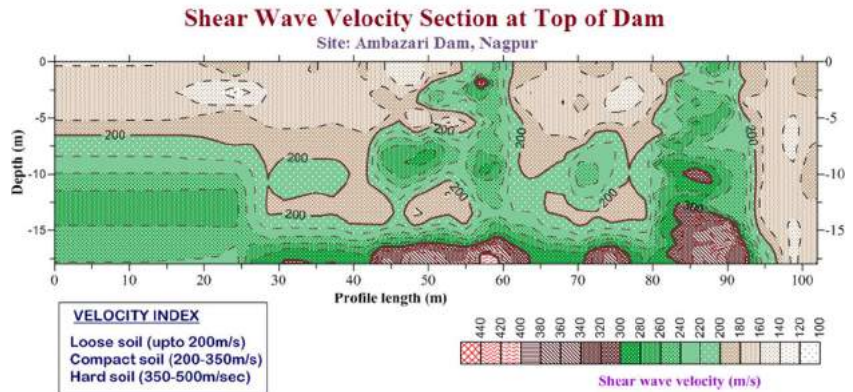 Shear Wave Velocity Section at Top of Dam
Site: Ambazari Dam, Nagpur
0
-5
-10
-15
Depth (m)
200
200
200
200
200
200
200
200
300
0
-5
-10
-15
0 10 20 30 40 50 60 70 80 90 100
Profile length (m)
VELOCITY INDEX
Loose soil (upto 200m/s)
Compact soil (200-350m/s)
Hard soil (350-500m/sec)
440 420 400 380 360 340 320 300 280 260 240 220 200 180 160 140 120 100
Shear wave velocity (m/s)